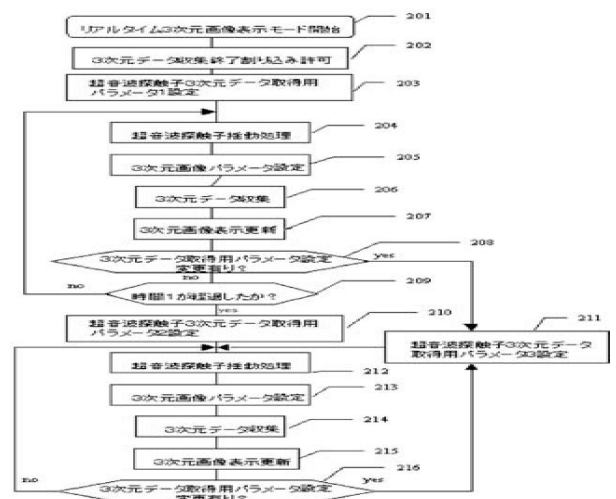 リアルタイム3次元画像表示モード開始
201
3次元データ収集終了割り込み許可
202
超音波探触子3次元データ取得用
パラメータ1設定
203
超音波探触子揺動処理
204
3次元画像パラメータ設定
205
3次元データ収集
206
3次元画像表示更新
207
3次元データ取得用パラメータ設定
変更有り?
208
yes
no
時間1が経過したか?
209
no
yes
超音波探触子3次元データ取得用
パラメータ2設定
210
211
超音波探触子3次元データ
取得用パラメータ3設定
超音波探触子揺動処理
212
3次元画像パラメータ設定
213
3次元データ収集
214
3次元画像表示更新
215
3次元データ取得用パラメータ設定
変更有り?
216
no
yes